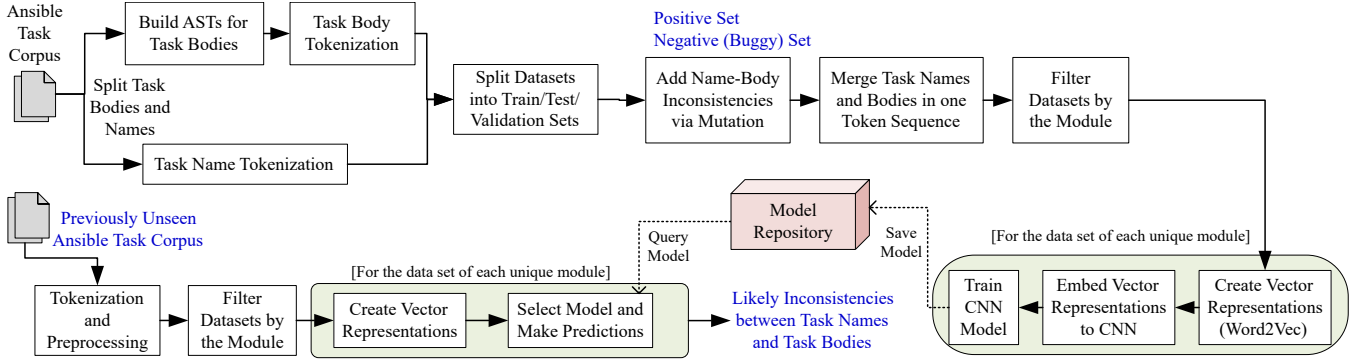 Ansible
Task
Corpus
Build ASTs for
Task Bodies
Task Body
Tokenization
Split Task
Bodies and
Names
Task Name Tokenization
Split Datasets
into Train/Test/
Validation Sets
Positive Set
Negative (Buggy) Set
Add Name-Body
Inconsistencies
via Mutation
Merge Task Names
and Bodies in one
Token Sequence
Filter
Datasets by
the Module
[For the data set of each unique module]
Create Vector
Representations
(Word2Vec)
Embed Vector
Representations
to CNN
Train
CNN
Model
Save
Model
Model
Repository
Query
Model
Previously Unseen
Ansible Task Corpus
Tokenization
and
Preprocessing
Filter
Datasets by
the Module
[For the data set of each unique module]
Create Vector
Representations
Select Model and
Make Predictions
Likely Inconsistencies
between Task Names
and Task Bodies